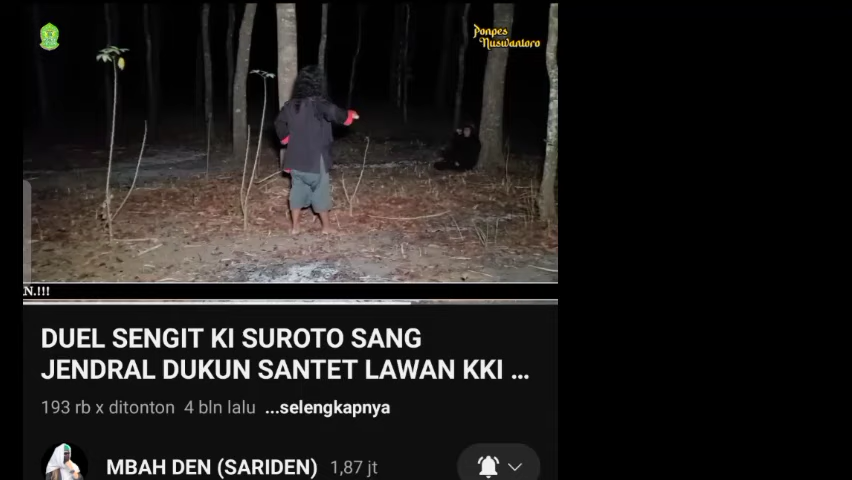 Ponpes
Nuswantoro
N.!!!
DUEL SENGIT KI SUROTO SANG
JENDRAL DUKUN SANTET LAWAN KKI ...
193 rb x ditonton 4 bln lalu ...selengkapnya
MBAH DEN (SARIDEN) 1,87 jt